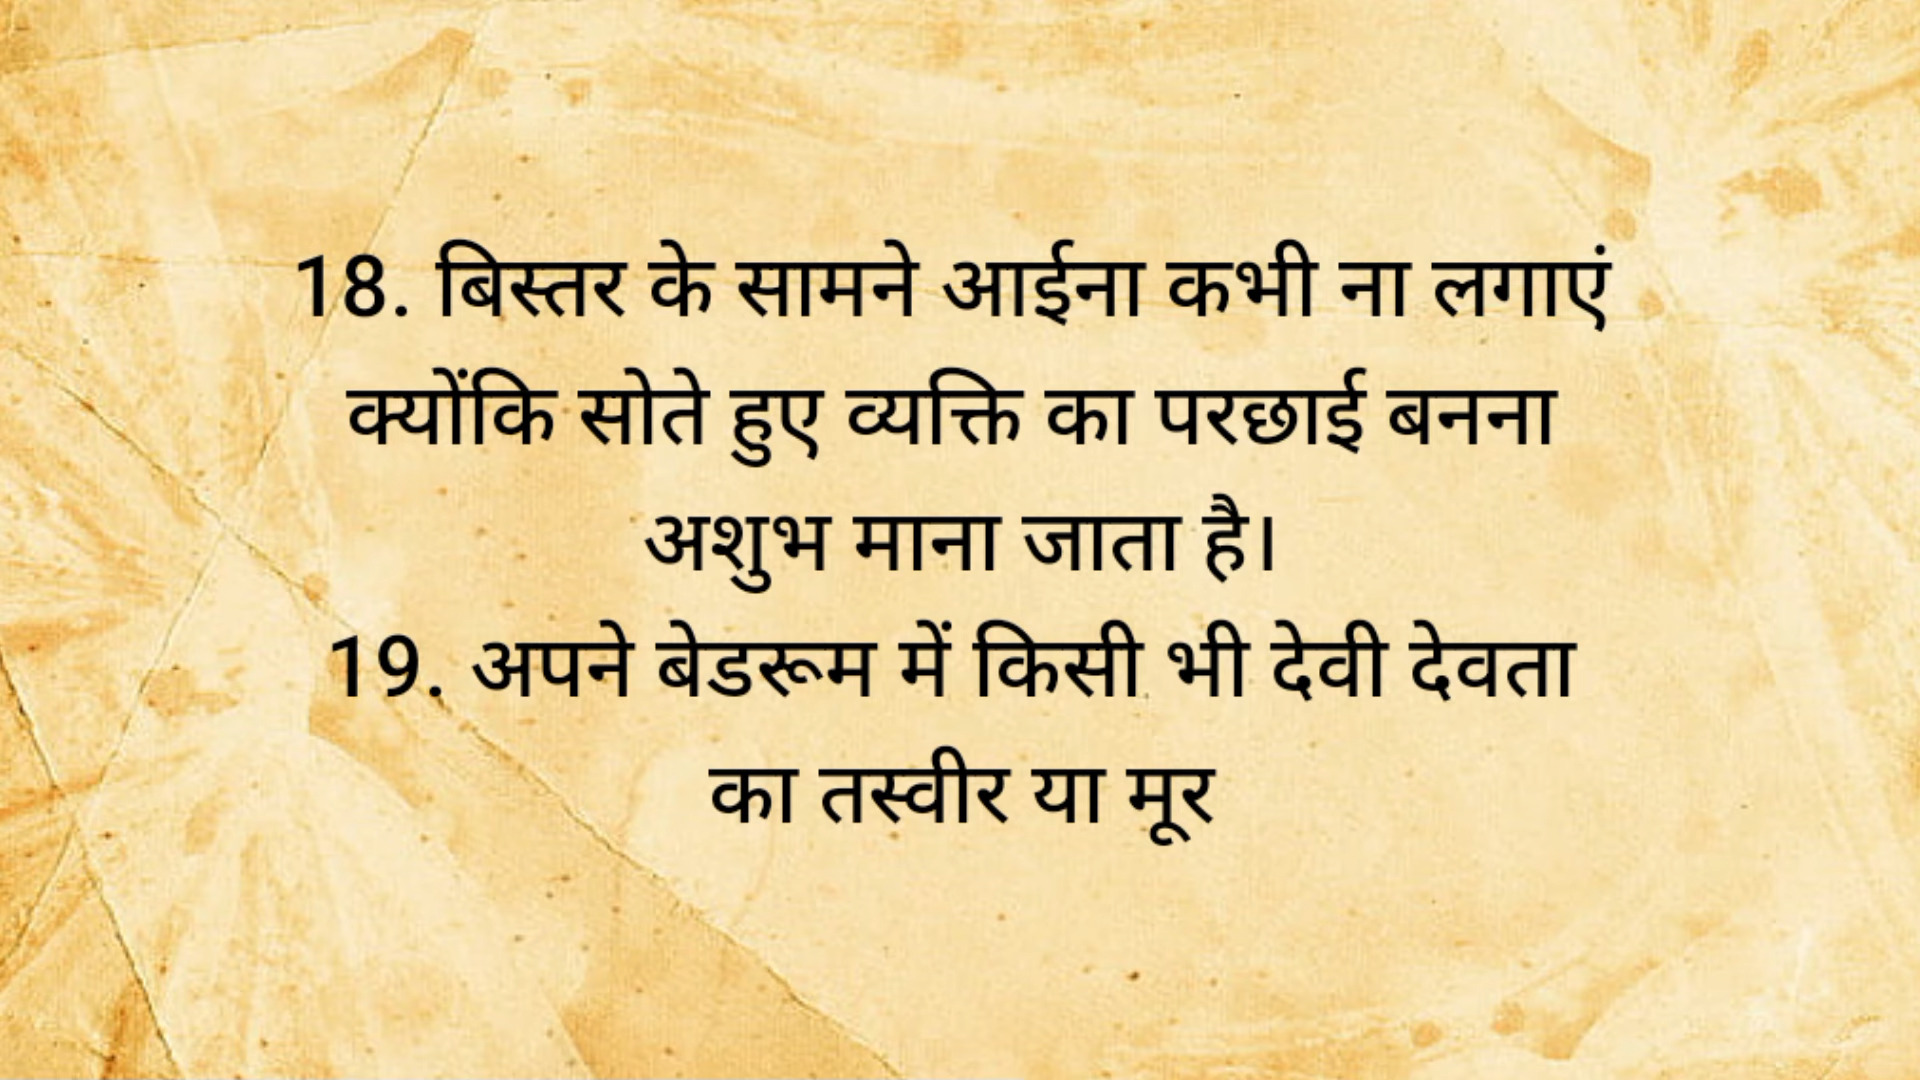 18. बिस्तर के सामने आईना कभी ना लगाएं
क्योंकि सोते हुए व्यक्ति का परछाई बनना
अशुभ माना जाता है।
19. अपने बेडरूम में किसी भी देवी देवता
का तस्वीर या मूर